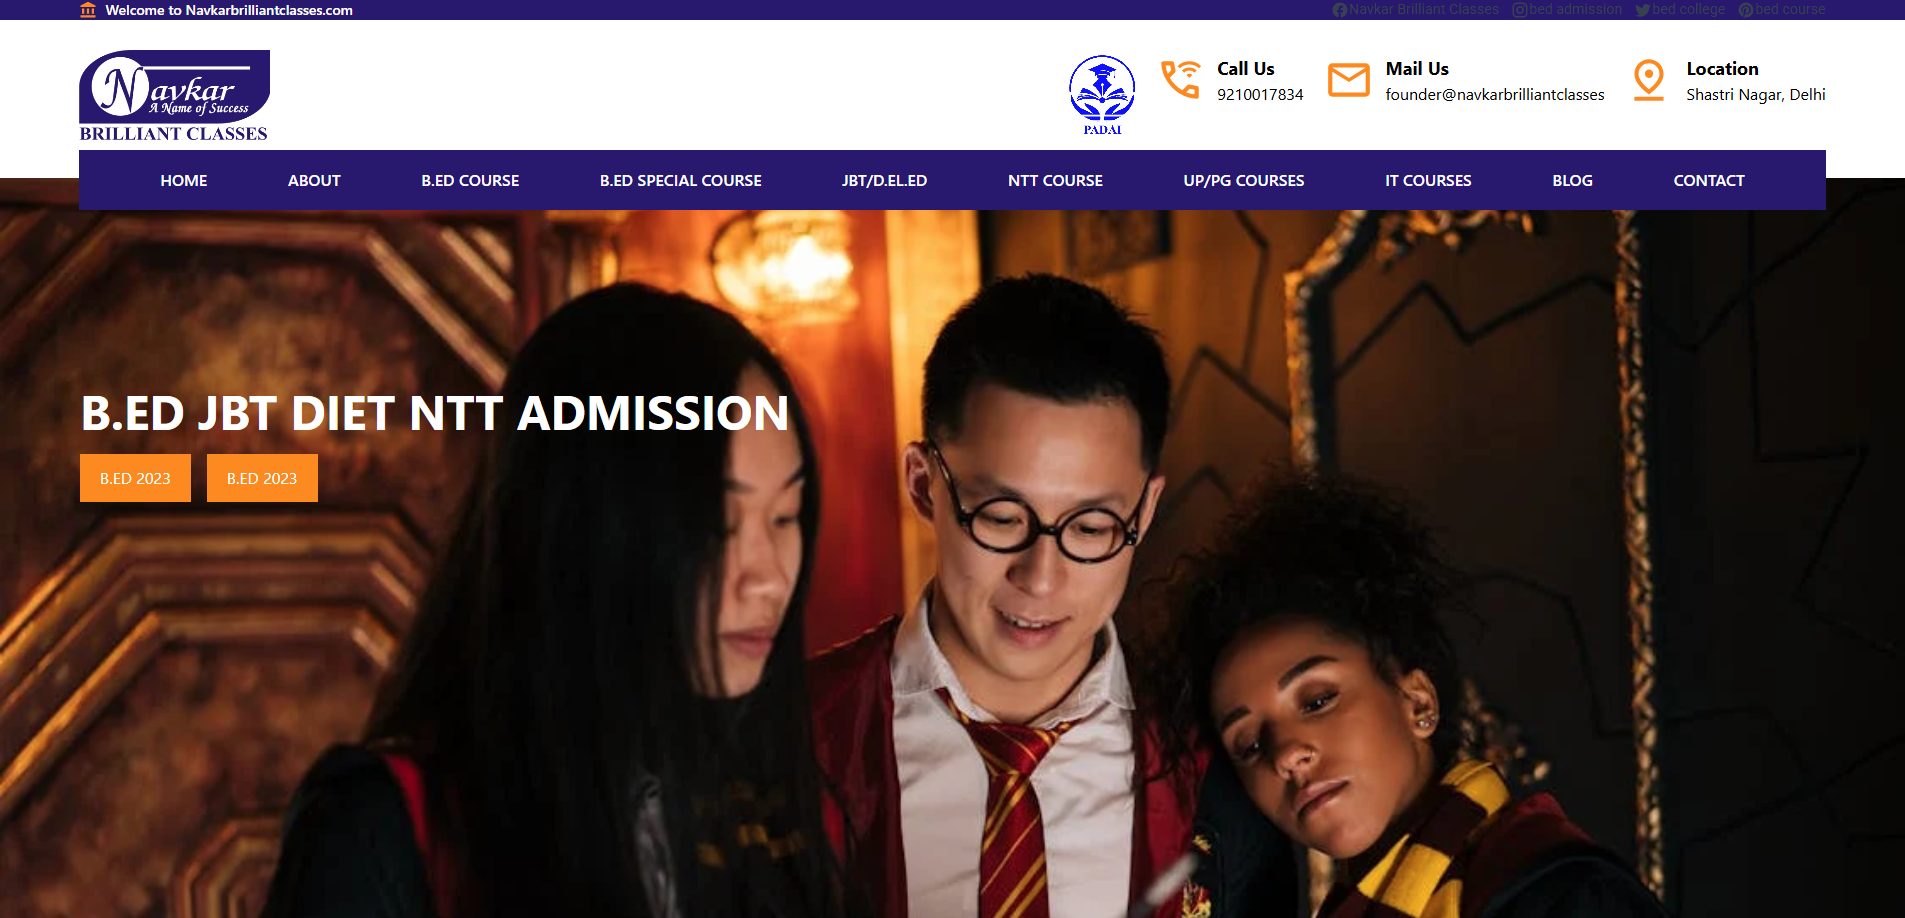 Welcome to Navkarbrilliantclasses.com
Navkar Brilliant Classes bed admission bed college bed course
Navkar
A Name of Success
BRILLIANT CLASSES
PADAI
Call Us
9210017834
Mail Us
founder@navkarbrilliantclasses
Location
Shastri Nagar, Delhi
HOME ABOUT B.ED COURSE B.ED SPECIAL COURSE JBT/D.EL.ED NTT COURSE UP/PG COURSES IT COURSES BLOG CONTACT
B.ED JBT DIET NTT ADMISSION
B.ED 2023 B.ED 2023